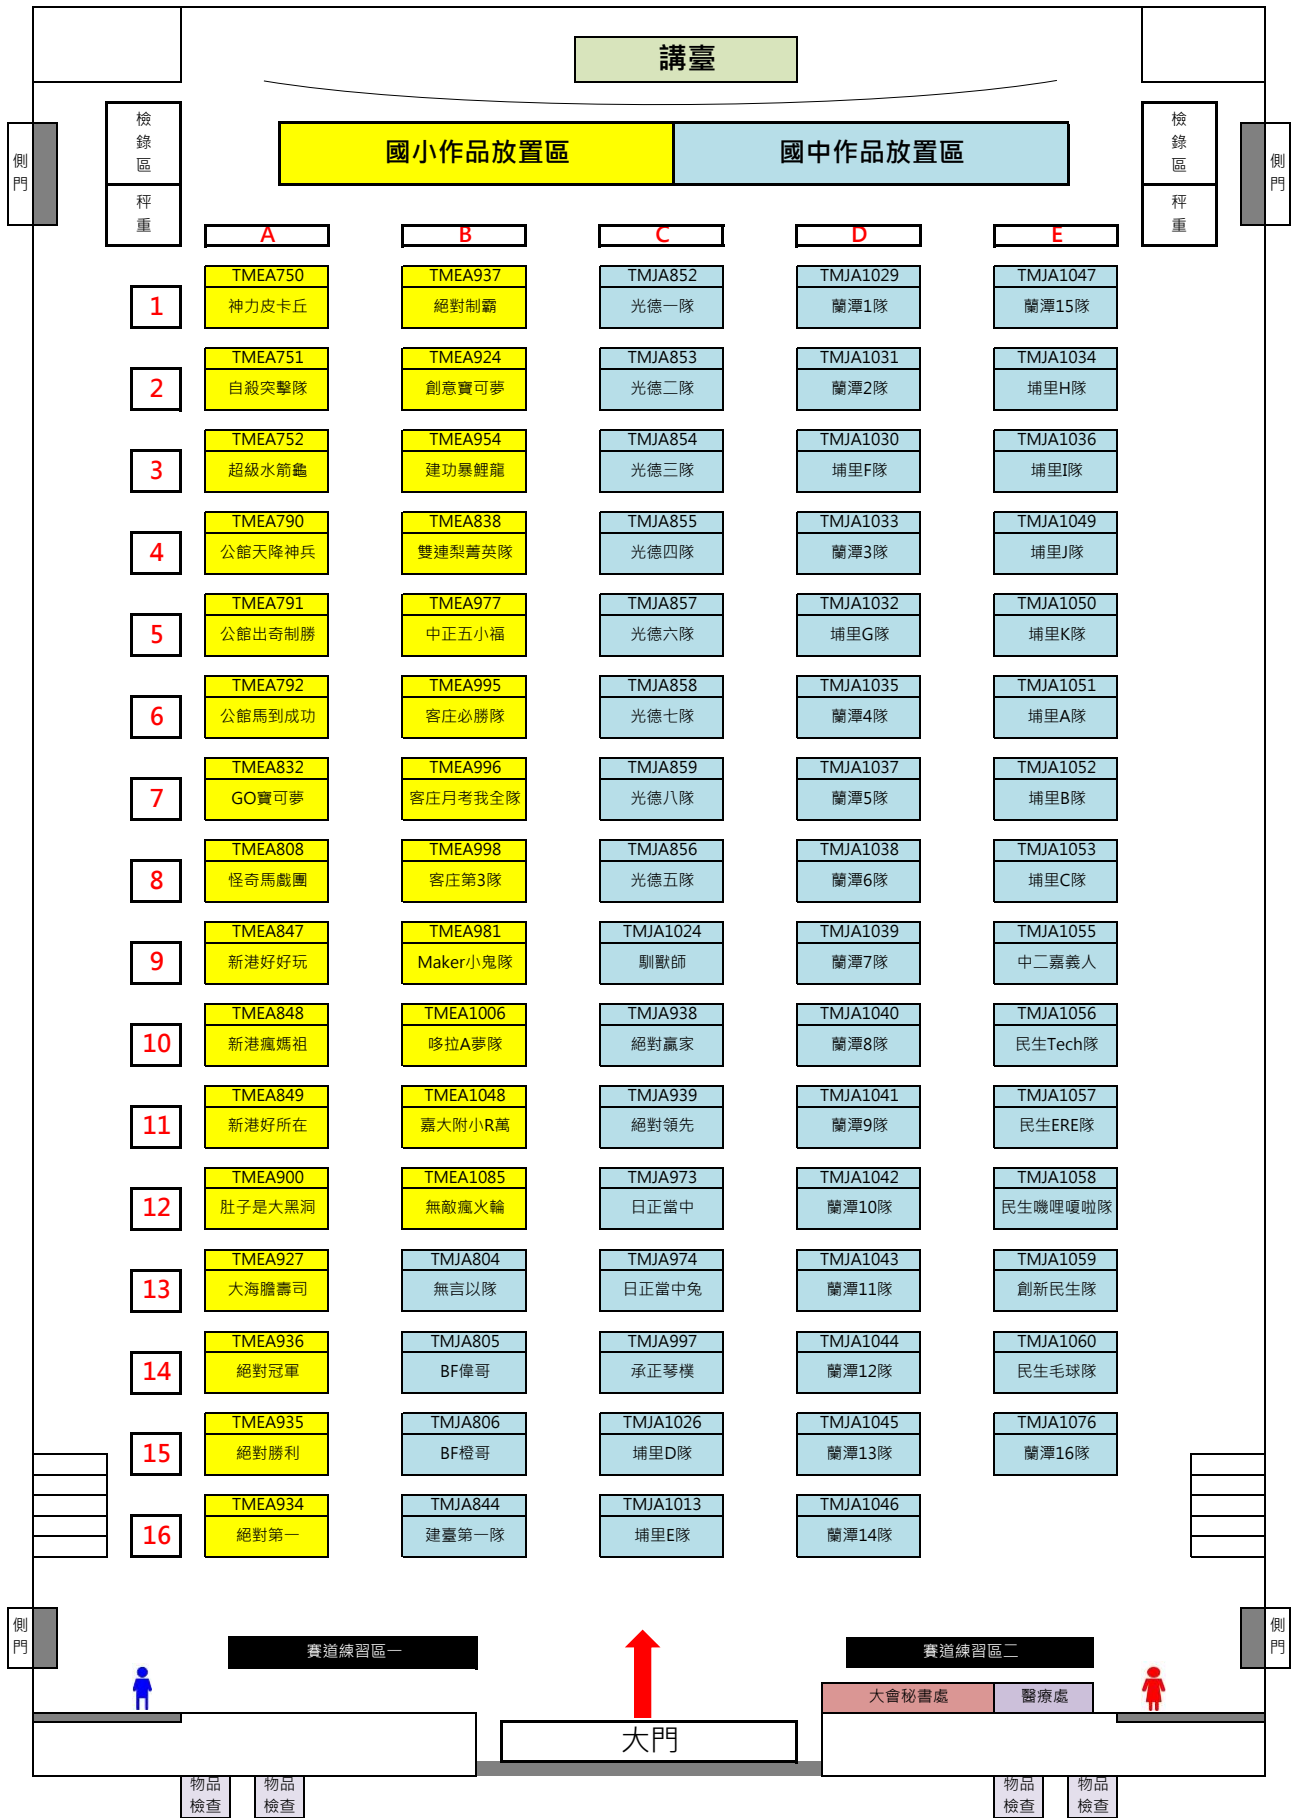 講臺
國小作品放置區 國中作品放置區
檢錄區
秤重
側門
檢錄區
秤重
側門
A B C D E
1
TMEA750 TMEA937 TMJA852 TMJA1029 TMJA1047
神力皮卡丘 絕對制霸 光德一隊 蘭潭1隊 蘭潭15隊
2
TMEA751 TMEA924 TMJA853 TMJA1031 TMJA1034
自殺突擊隊 創意寶可夢 光德二隊 蘭潭2隊 埔里H隊
3
TMEA752 TMEA954 TMJA854 TMJA1030 TMJA1036
超級水箭龜 建功暴鯉龍 光德三隊 埔里F隊 埔里I隊
4
TMEA790 TMEA838 TMJA855 TMJA1033 TMJA1049
公館天降神兵 雙連梨菁英隊 光德四隊 蘭潭3隊 埔里J隊
5
TMEA791 TMEA977 TMJA857 TMJA1032 TMJA1050
公館出奇制勝 中正五小福 光德六隊 埔里G隊 埔里K隊
6
TMEA792 TMEA995 TMJA858 TMJA1035 TMJA1051
公館馬到成功 客庄必勝隊 光德七隊 蘭潭4隊 埔里A隊
7
TMEA832 TMEA996 TMJA859 TMJA1037 TMJA1052
GO寶可夢 客庄月考我全隊 光德八隊 蘭潭5隊 埔里B隊
8
TMEA808 TMEA998 TMJA856 TMJA1038 TMJA1053
怪奇馬戲團 客庄第3隊 光德五隊 蘭潭6隊 埔里C隊
9
TMEA847 TMEA981 TMJA1024 TMJA1039 TMJA1055
新港好好玩 Maker小鬼隊 馴獸師 蘭潭7隊 中二嘉義人
10
TMEA848 TMEA1006 TMJA938 TMJA1040 TMJA1056
新港瘋媽祖 哆拉A夢隊 絕對贏家 蘭潭8隊 民生Tech隊
11
TMEA849 TMEA1048 TMJA939 TMJA1041 TMJA1057
新港好所在 嘉大附小R萬 絕對領先 蘭潭9隊 民生ERE隊
12
TMEA900 TMEA1085 TMJA973 TMJA1042 TMJA1058
肚子是大黑洞 無敵瘋火輪 日正當中 蘭潭10隊 民生嘰哩嗄啦隊
13
TMEA927 TMJA804 TMJA974 TMJA1043 TMJA1059
大海膽壽司 無言以隊 日正當中兔 蘭潭11隊 創新民生隊
14
TMEA936 TMJA805 TMJA997 TMJA1044 TMJA1060
絕對冠軍 BF偉哥 承正琴樸 蘭潭12隊 民生毛球隊
15
TMEA935 TMJA806 TMJA1026 TMJA1045 TMJA1076
絕對勝利 BF橙哥 埔里D隊 蘭潭13隊 蘭潭16隊
16
TMEA934 TMJA844 TMJA1013 TMJA1046
絕對第一 建臺第一隊 埔里E隊 蘭潭14隊
側門
側門
賽道練習區一 賽道練習區二
大會秘書處 醫療處
大門
物品 物品 物品 物品
檢查 檢查 檢查 檢查